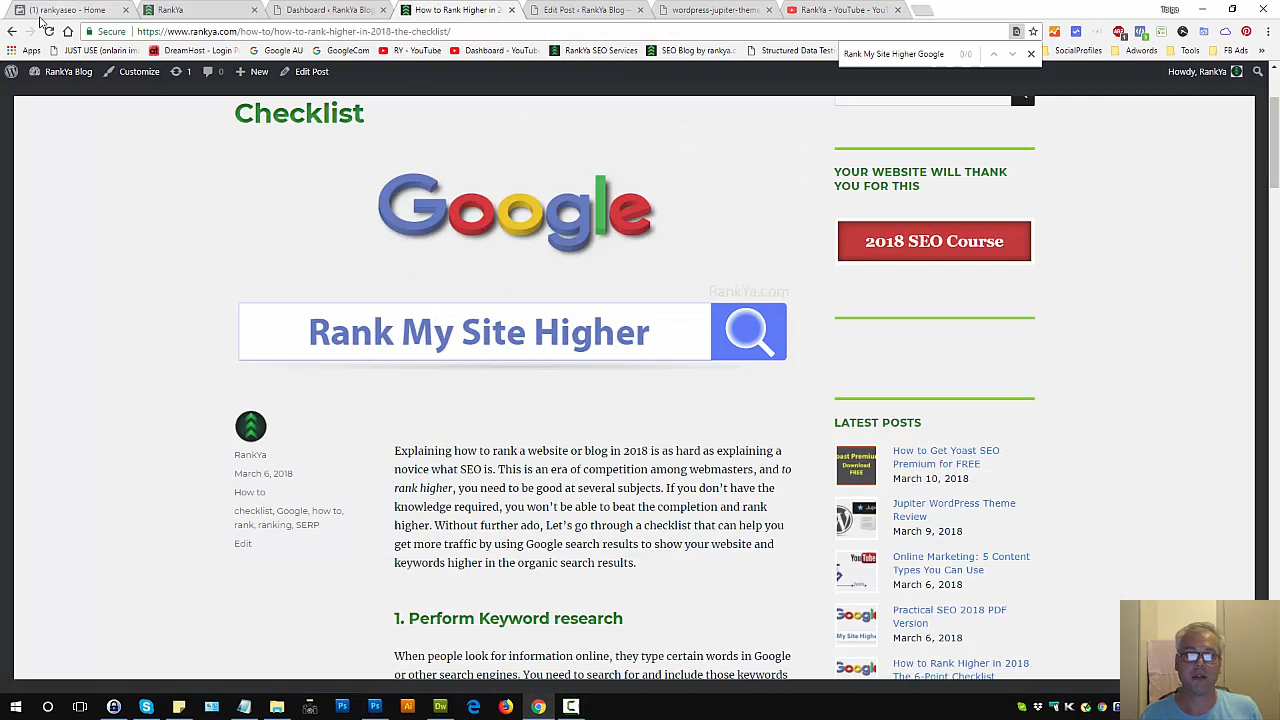 (1) rankyaseo - Home
RankYa
Dashboard ‹ RankYa Blo
How to Rank Higher in 2
Edit Post ‹ RankYa Blog
wordpress-jupiter-theme
RankYa - YouTube - You
Tolga
Secure
https://www.rankya.com/how-to/how-to-rank-higher-in-2018-the-checklist/
Apps
JUST USE (onlarin im
DreamHost - Login Pr
Google AU
GoogleCom
RY - YouTube
Dashboard - YouTub
RankYa SEO Services
SEO Blog by rankya.c
Structured Data Testi
SocialProfiles
Adwords
Tools
FB Ads
Rank My Site Higher Google
0/0
RankYa Blog
Customize
1
0
New
Edit Post
Howdy, RankYa
Checklist
Google
RankYa.com
Rank My Site Higher
RankYa
March 6, 2018
How to
checklist, Google, how to,
rank, ranking, SERP
Edit
Explaining how to rank a website or blog in 2018 is as hard as explaining a
novice what SEO is. This is an era of competition among webmasters, and to
rank higher, you need to be good at several subjects. If you don't have the
knowledge required, you won't be able to beat the completion and rank
higher. Without further ado, Let's go through a checklist that can help you
get more traffic by using Google search results to show your website and
keywords higher in the organic search results.
1. Perform Keyword research
When people look for information online, they type certain words in Google
or other search engines. You need to search for and include those keywords
YOUR WEBSITE WILL THANK
YOU FOR THIS
2018 SEO Course
LATEST POSTS
How to Get Yoast SEO
Premium for FREE
March 10, 2018
Jupiter WordPress Theme
Review
March 9, 2018
Online Marketing: 5 Content
Types You Can Use
March 6, 2018
Practical SEO 2018 PDF
Version
March 6, 2018
How to Rank Higher in 2018
The 6-Point Checklist